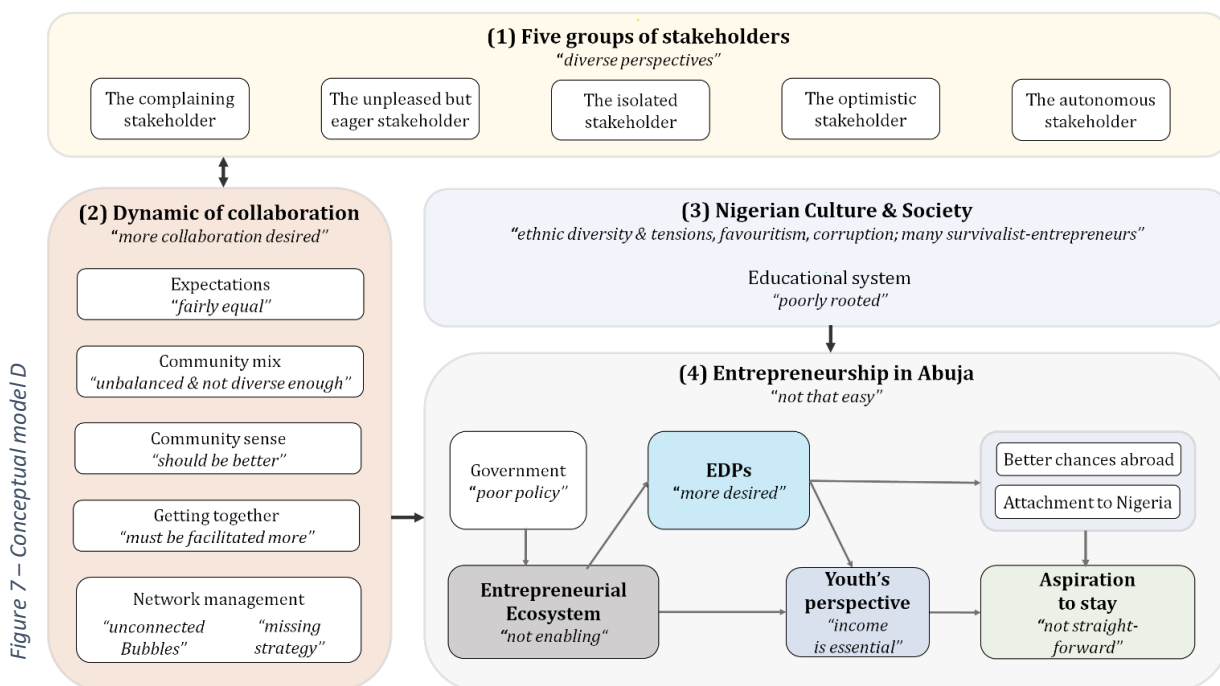 (1) Five groups of stakeholders
“diverse perspectives”
The complaining
stakeholder
The unpleased but
eager stakeholder
The isolated
stakeholder
The optimistic
stakeholder
The autonomous
stakeholder
(2) Dynamic of collaboration
“more collaboration desired”
Expectations
“fairly equal”
Community mix
“unbalanced & not diverse enough”
Community sense
“should be better”
Getting together
“must be facilitated more”
Network management
“unconnected
Bubbles”
“missing
strategy”
(3) Nigerian Culture & Society
“ethnic diversity & tensions, favouritism, corruption; many survivalist-entrepreneurs”
Educational system
“poorly rooted”
(4) Entrepreneurship in Abuja
“not that easy”
Government
“poor policy”
EDPs
“more desired”
Better chances abroad
Attachment to Nigeria
Entrepreneurial
Ecosystem
“not enabling“
Youth’s
perspective
“income
is essential”
Aspiration
to stay
“not straight-
forward”
Figure 7 – Conceptual model D